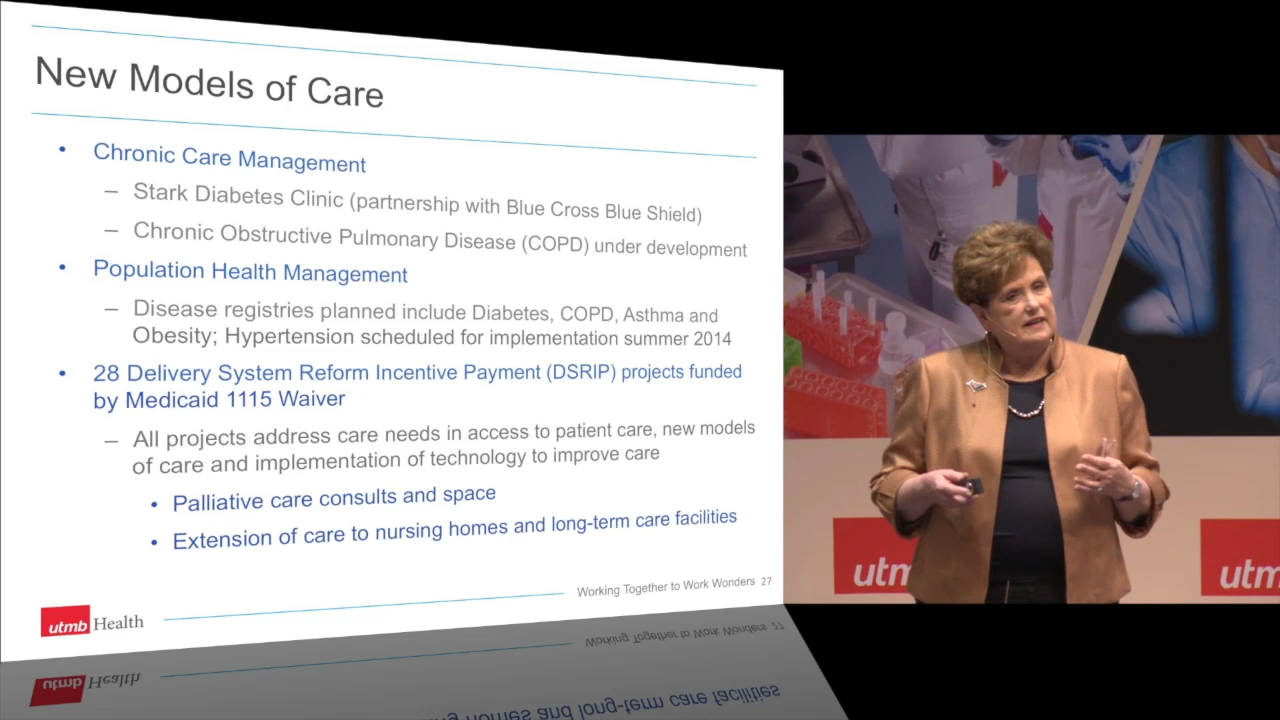 New Models of Care
• Chronic Care Management
– Stark Diabetes Clinic (partnership with Blue Cross Blue Shield)
– Chronic Obstructive Pulmonary Disease (COPD) under development
• Population Health Management
– Disease registries planned include Diabetes, COPD, Asthma and
Obesity; Hypertension scheduled for implementation summer 2014
• 28 Delivery System Reform Incentive Payment (DSRIP) projects funded
by Medicaid 1115 Waiver
– All projects address care needs in access to patient care, new models
of care and implementation of technology to improve care
• Palliative care consults and space
• Extension of care to nursing homes and long-term care facilities
Working Together to Work Wonders 27
utmb Health
utm
utm